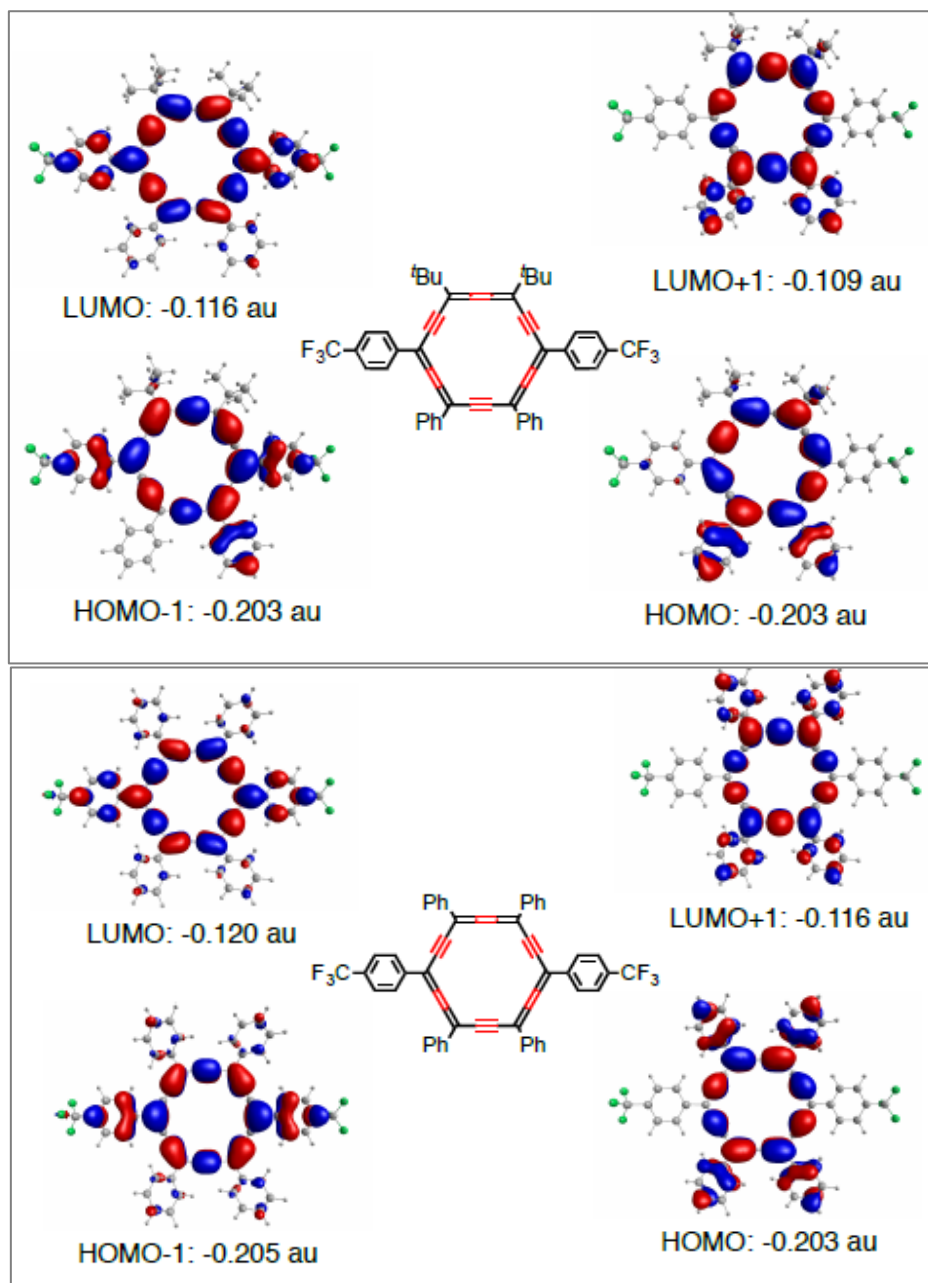 LUMO: -0.116 au
LUMO+1: -0.109 au
tBu tBu
F3C CF3
Ph Ph
HOMO-1: -0.203 au
HOMO: -0.203 au
LUMO: -0.120 au
LUMO+1: -0.116 au
Ph Ph
F3C CF3
Ph Ph
HOMO-1: -0.205 au
HOMO: -0.203 au